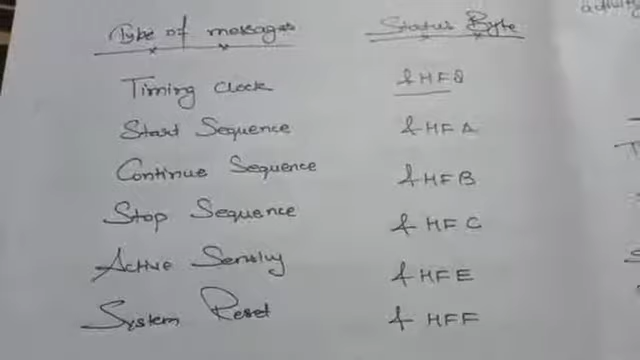 Type of messages Status Byte
Timing clock &HF8
Start Sequence &HFA
Continue Sequence &HFB
Stop Sequence &HFC
Active Sensing &HFE
System Reset &HFF